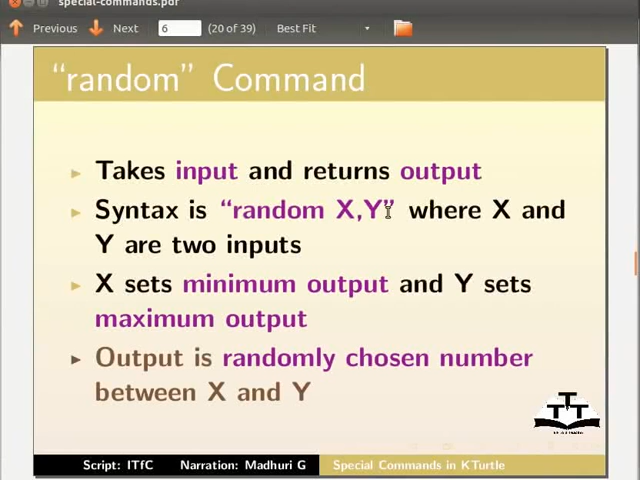 special-commands.pdf
Previous Next 6 (20 of 39) Best Fit
“random” Command
Takes input and returns output
Syntax is “random X,Y” where X and
Y are two inputs
X sets minimum output and Y sets
maximum output
Output is randomly chosen number
between X and Y
TTT
Script: ITfC Narration: Madhuri G Special Commands in KTurtle